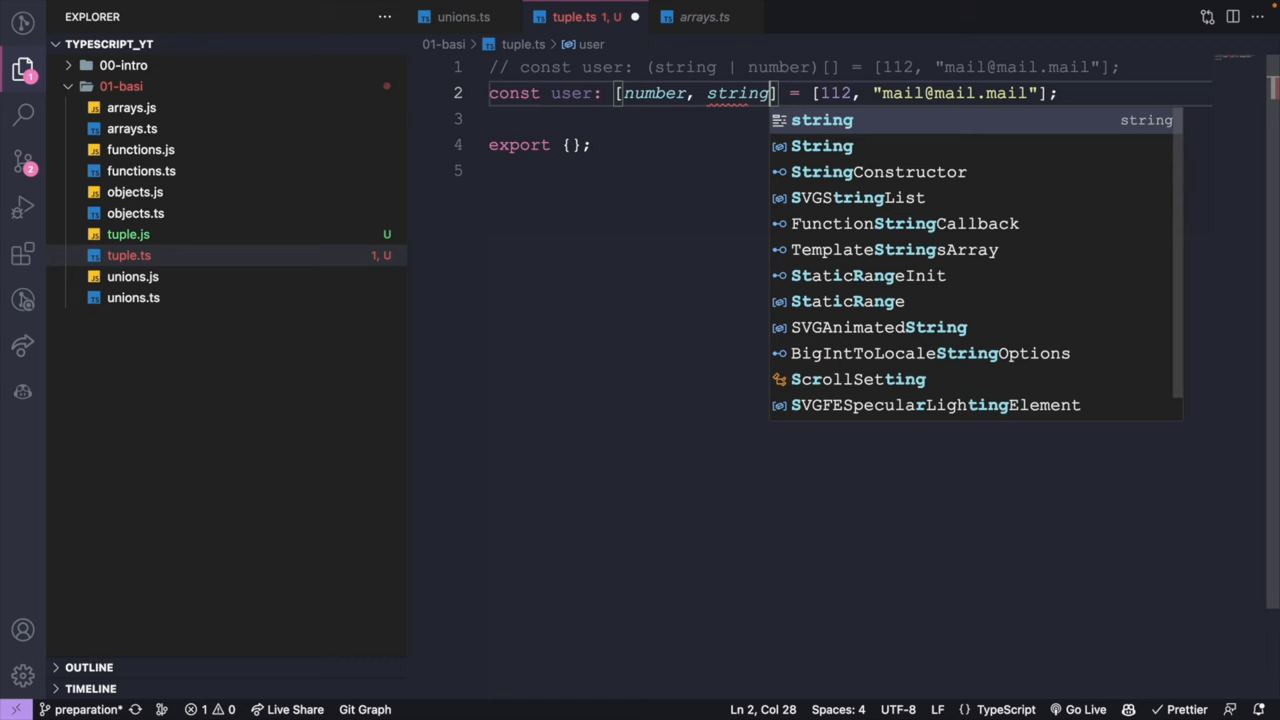 EXPLORER
TYPESCRIPT_YT
00-intro
01-basi
arrays.js
arrays.ts
functions.js
functions.ts
objects.js
objects.ts
tuple.js U
tuple.ts 1, U
unions.js
unions.ts
OUTLINE
TIMELINE
1
2
unions.ts tuple.ts 1, U arrays.ts
01-basi > tuple.ts > user
1 // const user: (string | number)[] = [112, "mail@mail.mail"];
2 const user: [number, string] = [112, "mail@mail.mail"];
3
4 export {};
5
string string
String
StringConstructor
SVGStringList
FunctionStringCallback
TemplateStringsArray
StaticRangeInit
StaticRange
SVGAnimatedString
BigIntToLocaleStringOptions
ScrollSetting
SVGFESpecularLightingElement
preparation* 1 0 Live Share Git Graph Ln 2, Col 28 Spaces: 4 UTF-8 LF {} TypeScript Go Live Prettier